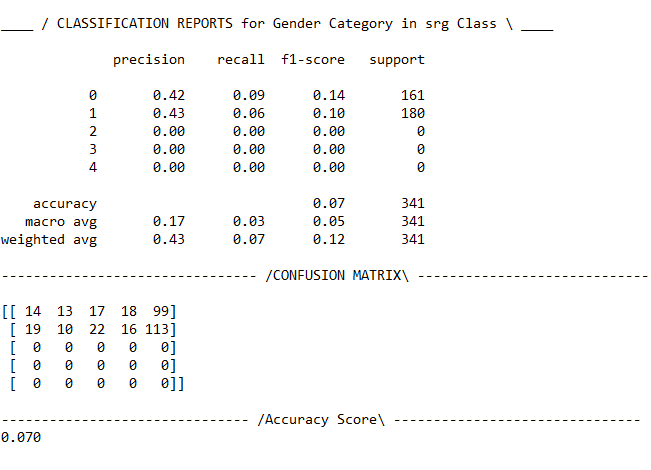 ____ / CLASSIFICATION REPORTS for Gender Category in srg Class \ ____
precision recall f1-score support
0 0.42 0.09 0.14 161
1 0.43 0.06 0.10 180
2 0.00 0.00 0.00 0
3 0.00 0.00 0.00 0
4 0.00 0.00 0.00 0
accuracy 0.07 341
macro avg 0.17 0.03 0.05 341
weighted avg 0.43 0.07 0.12 341
-------------------------------- /CONFUSION MATRIX\ -----------------------------
[[ 14 13 17 18 99]
[ 19 10 22 16 113]
[ 0 0 0 0 0]
[ 0 0 0 0 0]
[ 0 0 0 0 0]]
------------------------------- /Accuracy Score\ -------------------------------
0.070